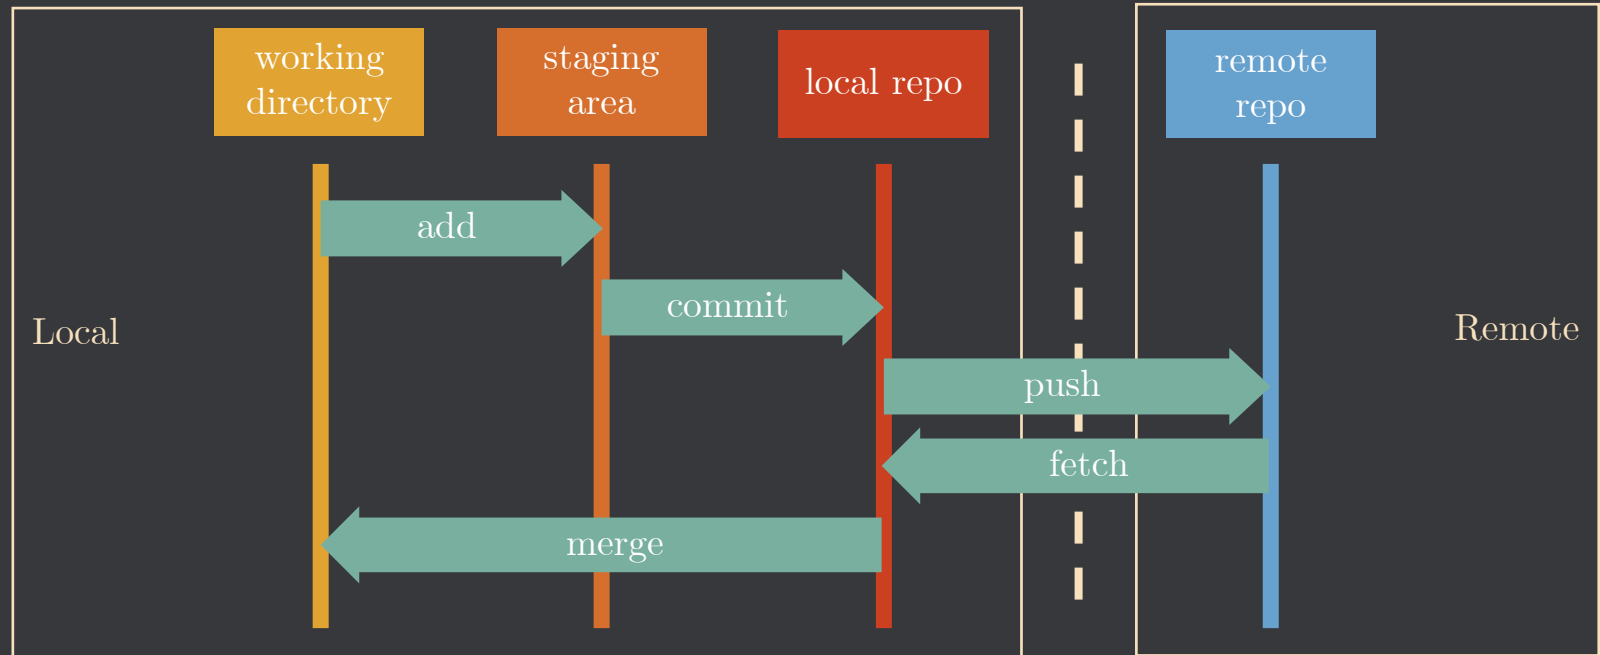 working
directory
staging
area
local repo
remote
repo
add
commit
Local
Remote
push
fetch
merge